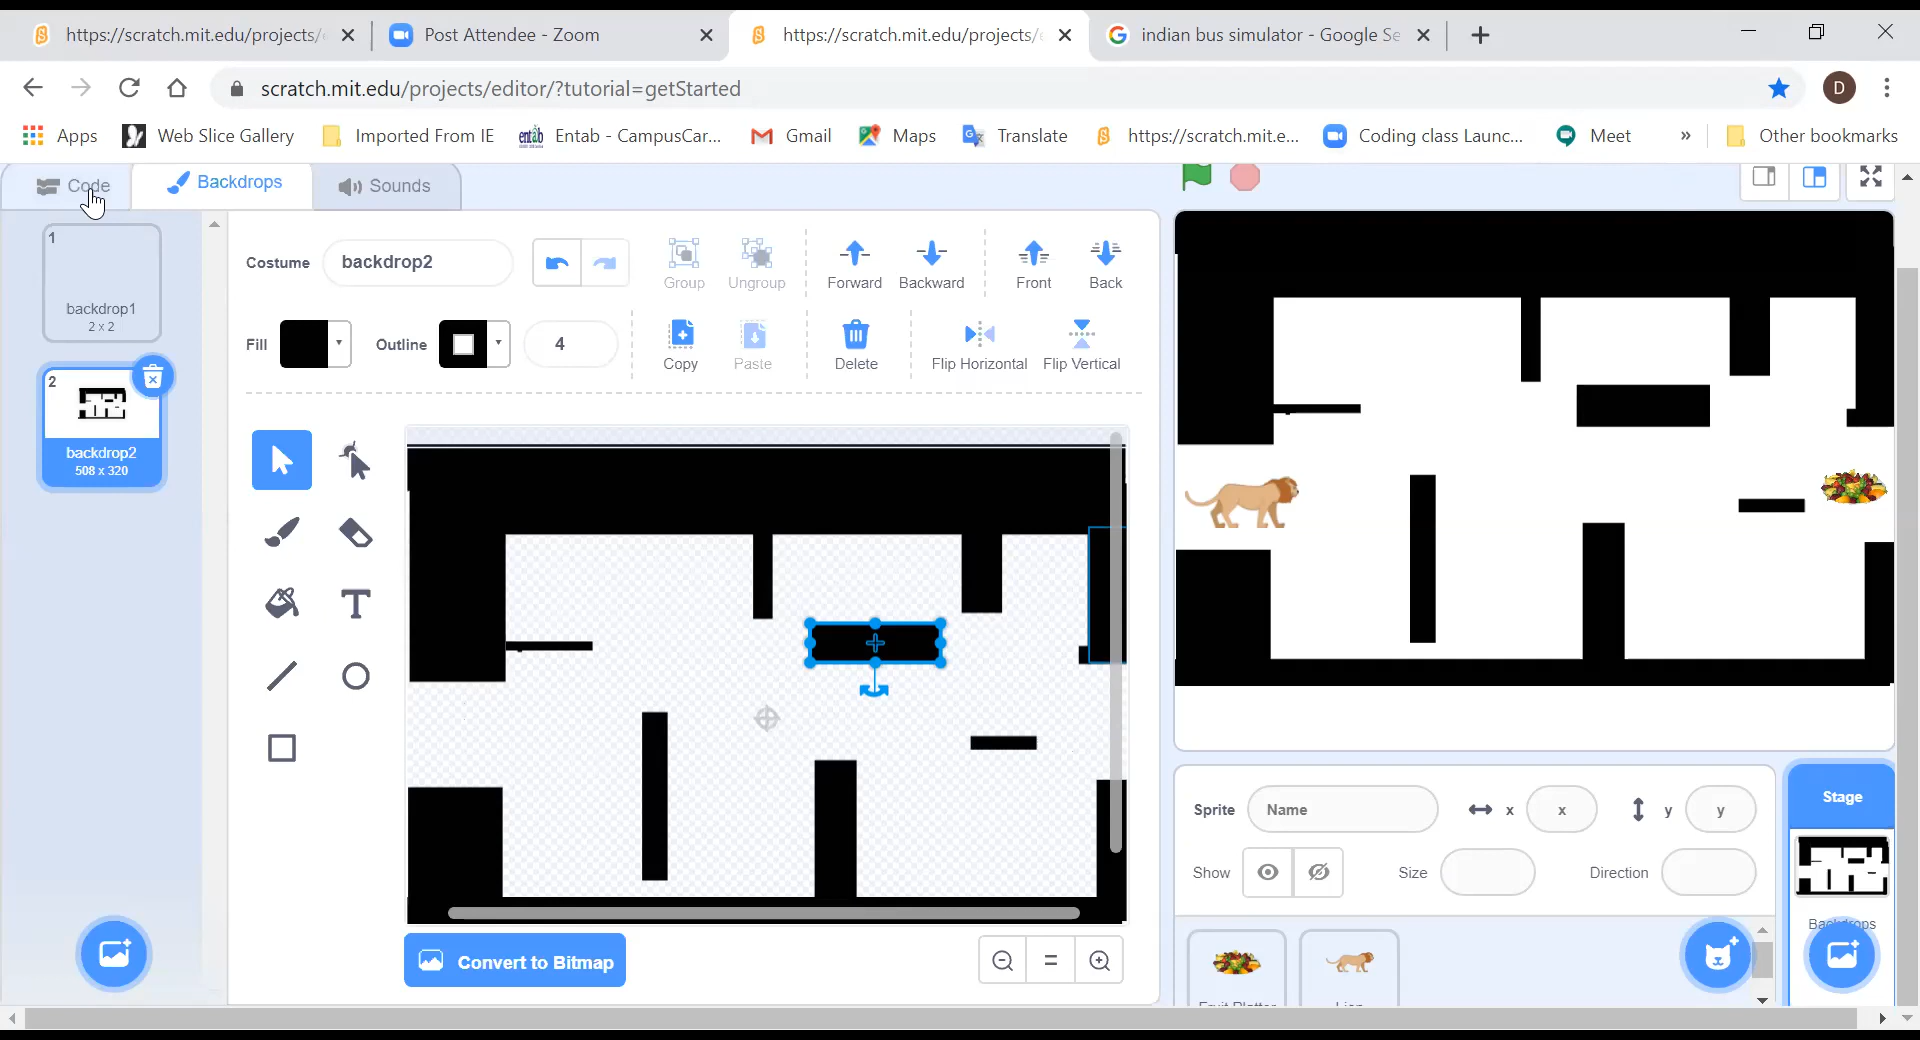 https://scratch.mit.edu/projects/
Post Attendee - Zoom
https://scratch.mit.edu/projects/
indian bus simulator - Google Se
scratch.mit.edu/projects/editor/?tutorial=getStarted
D
Apps
Web Slice Gallery
Imported From IE
Entab - CampusCar...
Gmail
Maps
Translate
https://scratch.mit.e...
Coding class Launc...
Meet
»
Other bookmarks
Code
Backdrops
Sounds
1
backdrop1
2 x 2
2
backdrop2
508 x 320
Costume
backdrop2
Group
Ungroup
Forward
Backward
Front
Back
Fill
Outline
4
Copy
Paste
Delete
Flip Horizontal
Flip Vertical
T
Convert to Bitmap
Sprite
Name
x
x
y
y
Show
Size
Direction
Stage
Backdrops
Fruit Platter
Lion